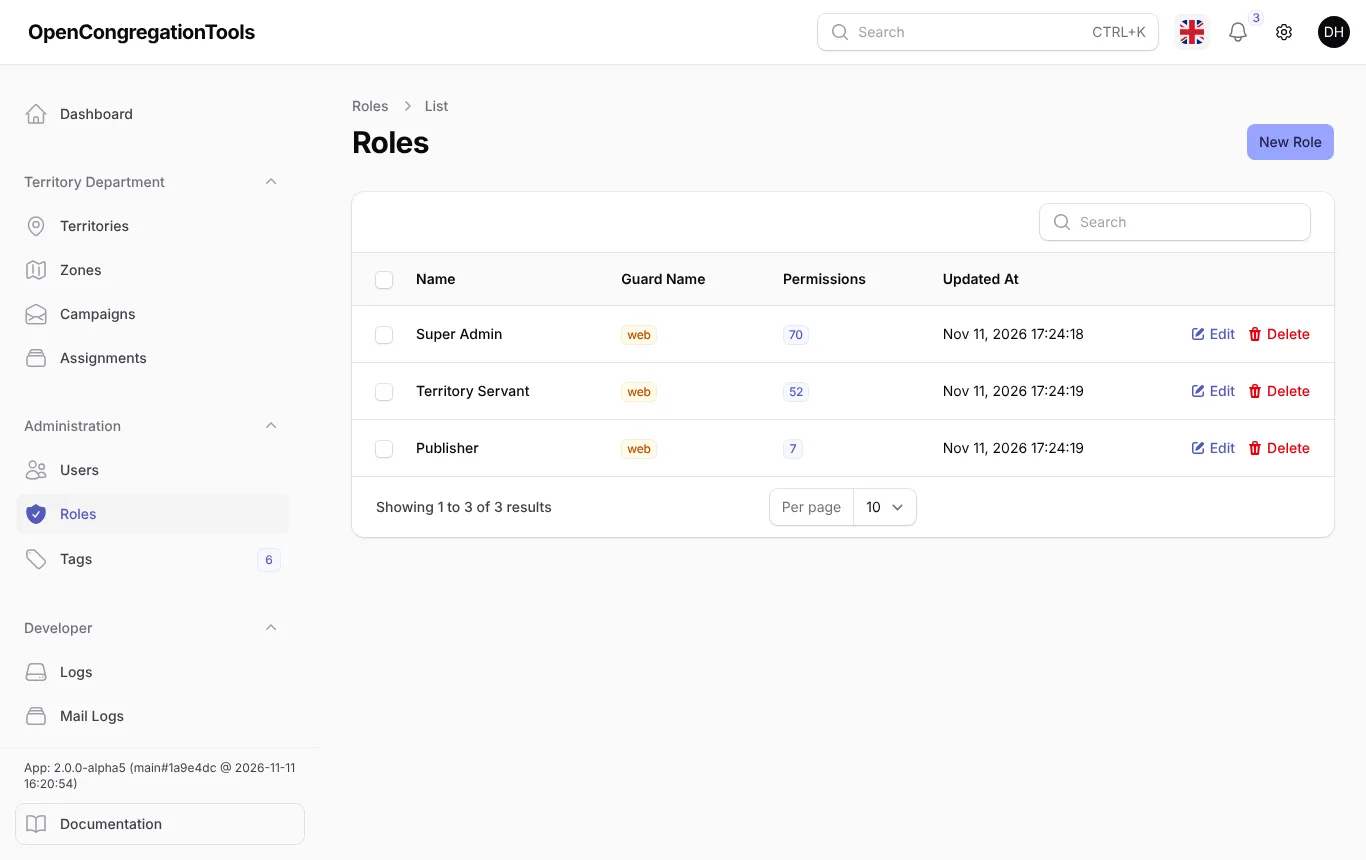 OpenCongregationTools
Search CTRL+K
3
DH
Dashboard
Territory Department
Territories
Zones
Campaigns
Assignments
Administration
Users
Roles
Tags 6
Developer
Logs
Mail Logs
App: 2.0.0-alpha5 (main#1a9e4dc @ 2026-11-11
16:20:54)
Documentation
Roles List
Roles
New Role
Search
Name Guard Name Permissions Updated At
Super Admin web 70 Nov 11, 2026 17:24:18 Edit Delete
Territory Servant web 52 Nov 11, 2026 17:24:19 Edit Delete
Publisher web 7 Nov 11, 2026 17:24:19 Edit Delete
Showing 1 to 3 of 3 results Per page 10